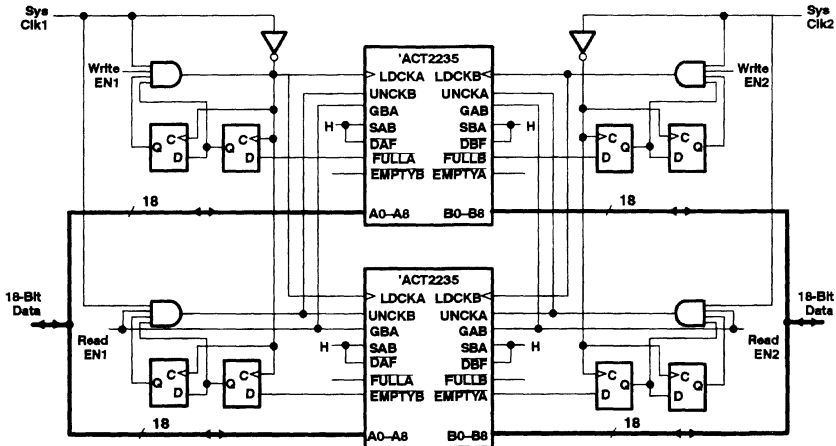 Sys Clk1
Sys Clk2
'ACT2235
Write EN1
LDCKA LDCKB
Write EN2
UNCKB UNCKA
GBA GAB
H SAB SBA H
DAF DBF
FULLA FULLB
EMPTYB EMPTYA
C Q D
Q C D
C D Q
C D Q
18
A0–A8 B0–B8
18
18-Bit Data
18-Bit Data
'ACT2235
LDCKA LDCKB
UNCKB UNCKA
Read EN1
GBA GAB
Read EN2
H SAB SBA H
DAF DBF
FULLA FULLB
EMPTYB EMPTYA
Q C D
Q C D
C D Q
C D Q
18
A0–A8 B0–B8
18